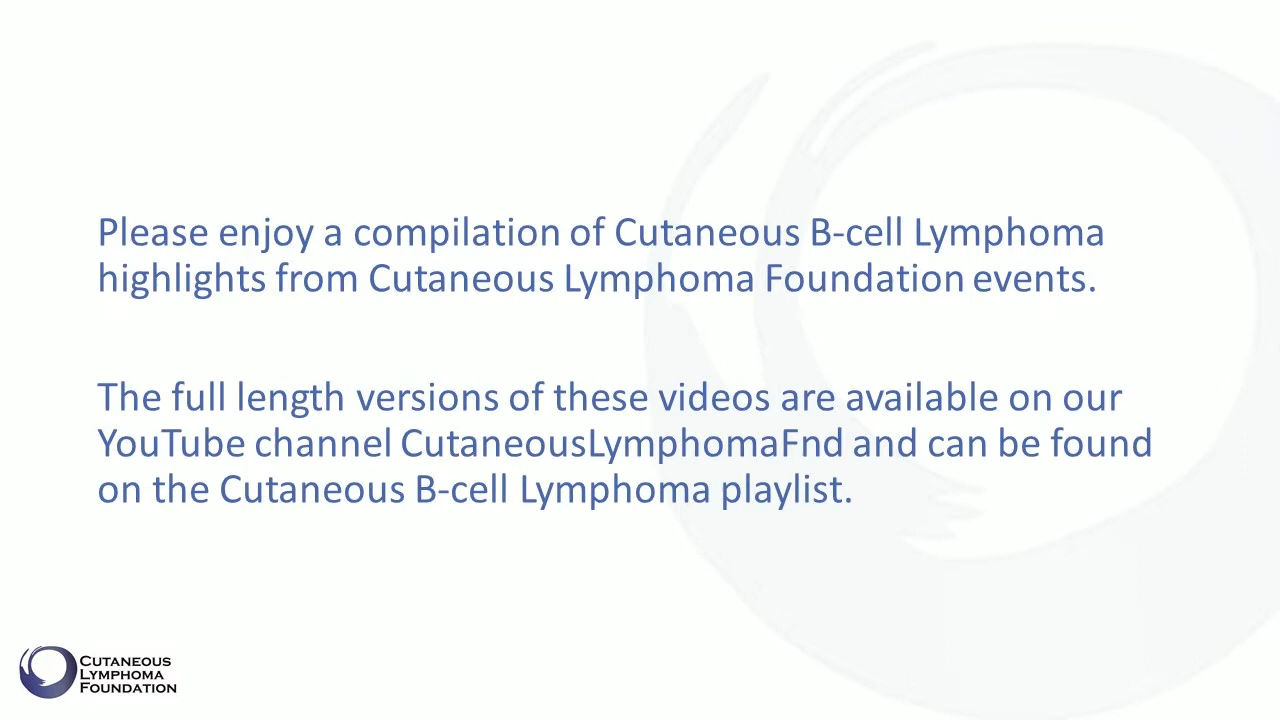 Please enjoy a compilation of Cutaneous B-cell Lymphoma
highlights from Cutaneous Lymphoma Foundation events.
The full length versions of these videos are available on our
YouTube channel CutaneousLymphomaFnd and can be found
on the Cutaneous B-cell Lymphoma playlist.
CUTANEOUS
LYMPHOMA
FOUNDATION